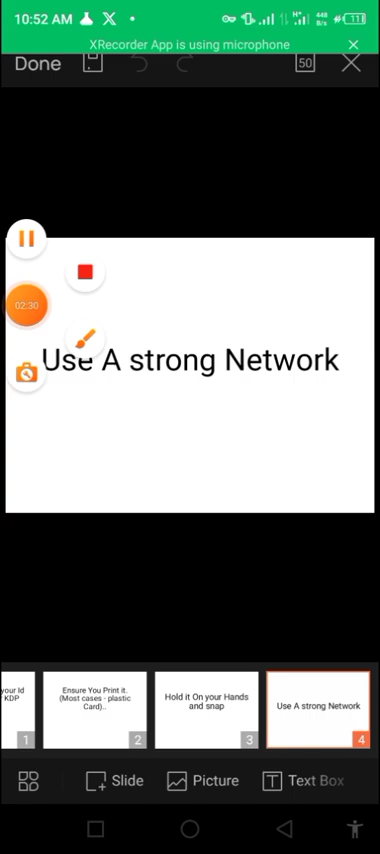 10:52 AM
448 B/s
111
XRecorder App is using microphone
Done
50
02:30
Use A strong Network
your Id
KDP
1
Ensure You Print it.
(Most cases - plastic
Card)..
2
Hold it On your Hands
and snap
3
Use A strong Network
4
Slide
Picture
Text Box